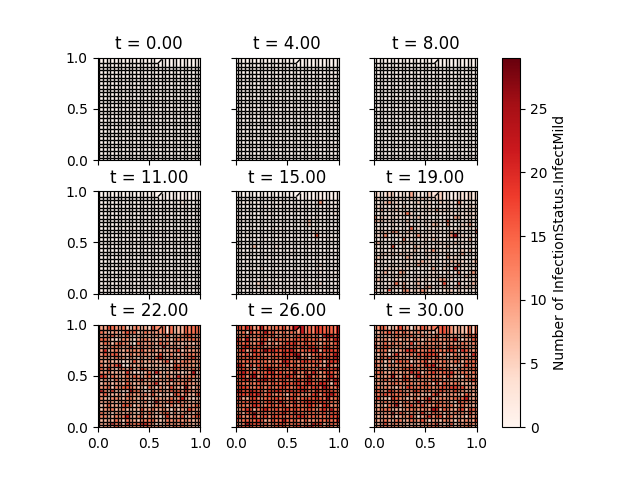 t = 0.00
t = 4.00
t = 8.00
1.0
0.5
0.0
t = 11.00
t = 15.00
t = 19.00
1.0
0.5
0.0
t = 22.00
t = 26.00
t = 30.00
1.0
0.5
0.0
0.0 0.5 1.0
0.0 0.5 1.0
0.0 0.5 1.0
25
20
15
10
5
0
Number of InfectionStatus.InfectMild